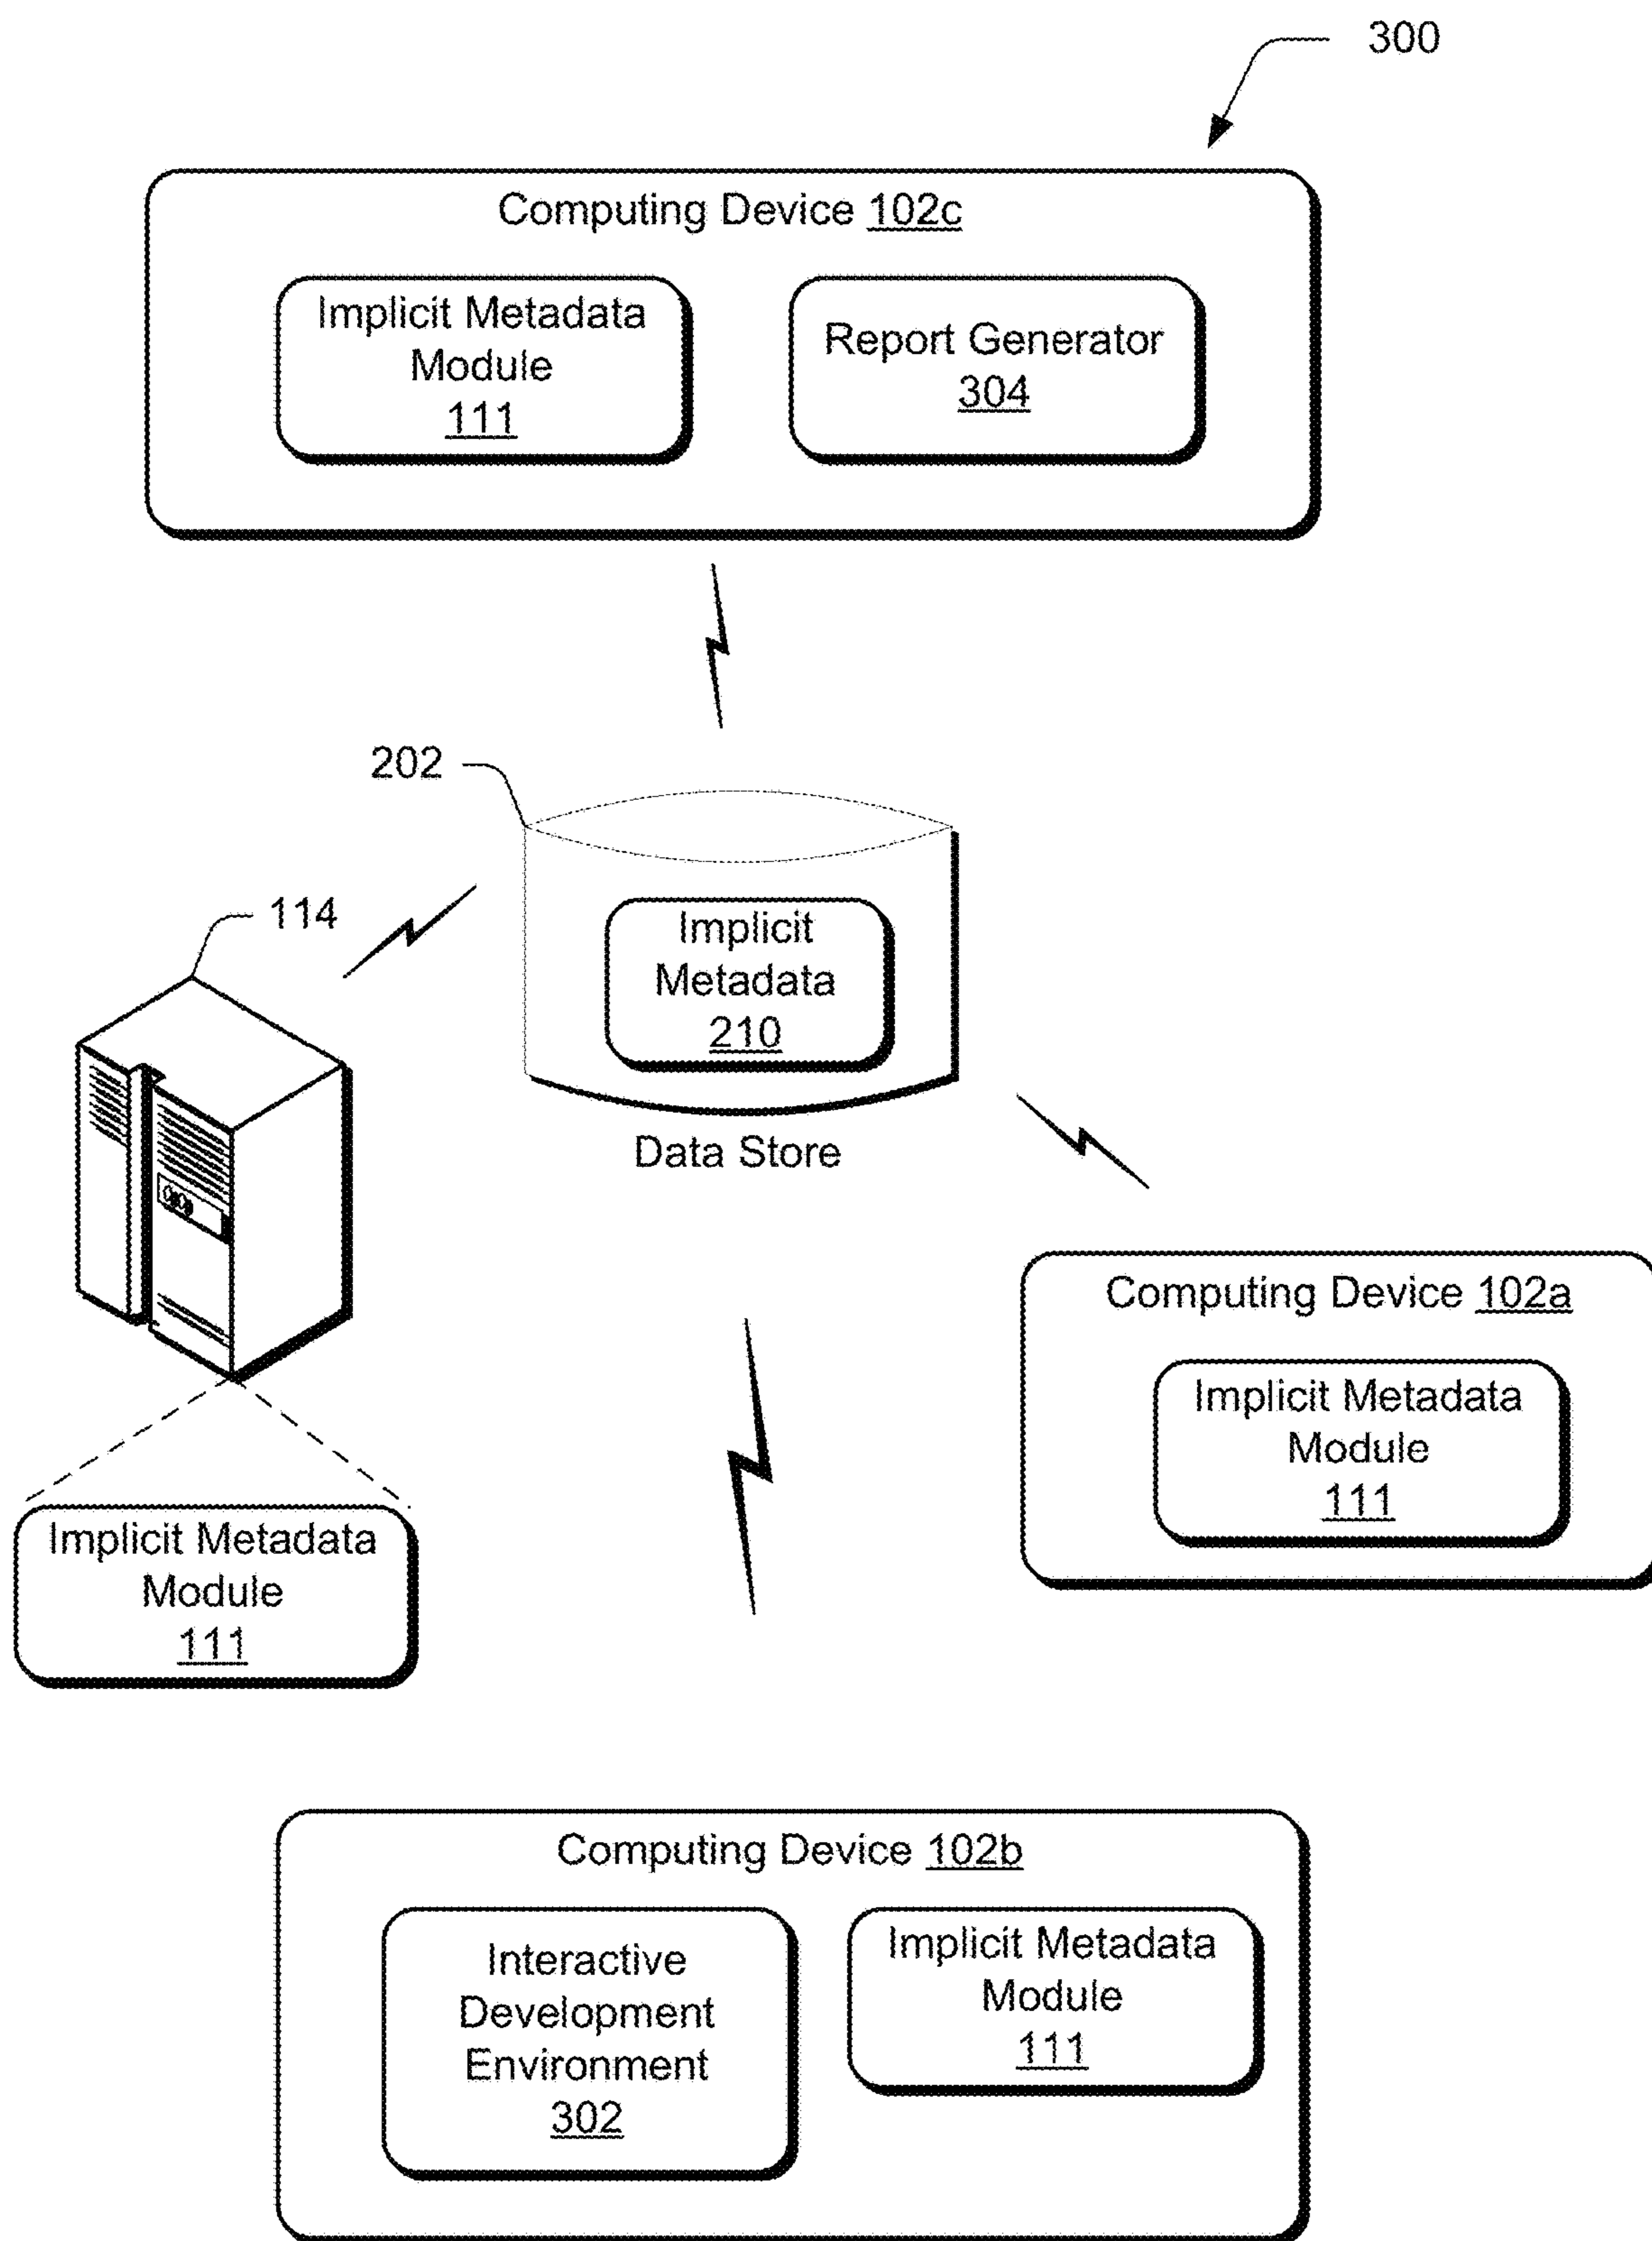 300
Computing Device 102c
Implicit Metadata
Module
111
Report Generator
304
202
114
Implicit
Metadata
210
Data Store
Computing Device 102a
Implicit Metadata
Module
111
Implicit Metadata
Module
111
Computing Device 102b
Interactive
Development
Environment
302
Implicit Metadata
Module
111